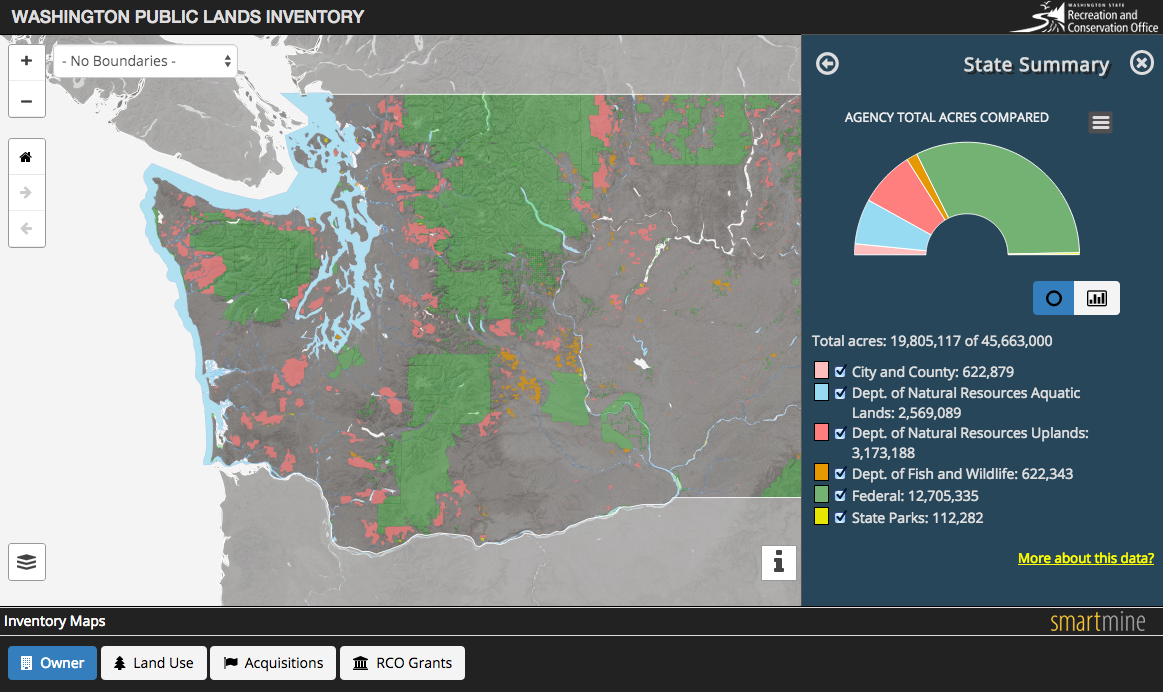 WASHINGTON PUBLIC LANDS INVENTORY
WASHINGTON STATE
Recreation and
Conservation Office
+
- No Boundaries -
−
State Summary
AGENCY TOTAL ACRES COMPARED
Total acres: 19,805,117 of 45,663,000
City and County: 622,879
Dept. of Natural Resources Aquatic
Lands: 2,569,089
Dept. of Natural Resources Uplands:
3,173,188
Dept. of Fish and Wildlife: 622,343
Federal: 12,705,335
State Parks: 112,282
More about this data?
i
Inventory Maps
smartmine
Owner
Land Use
Acquisitions
RCO Grants